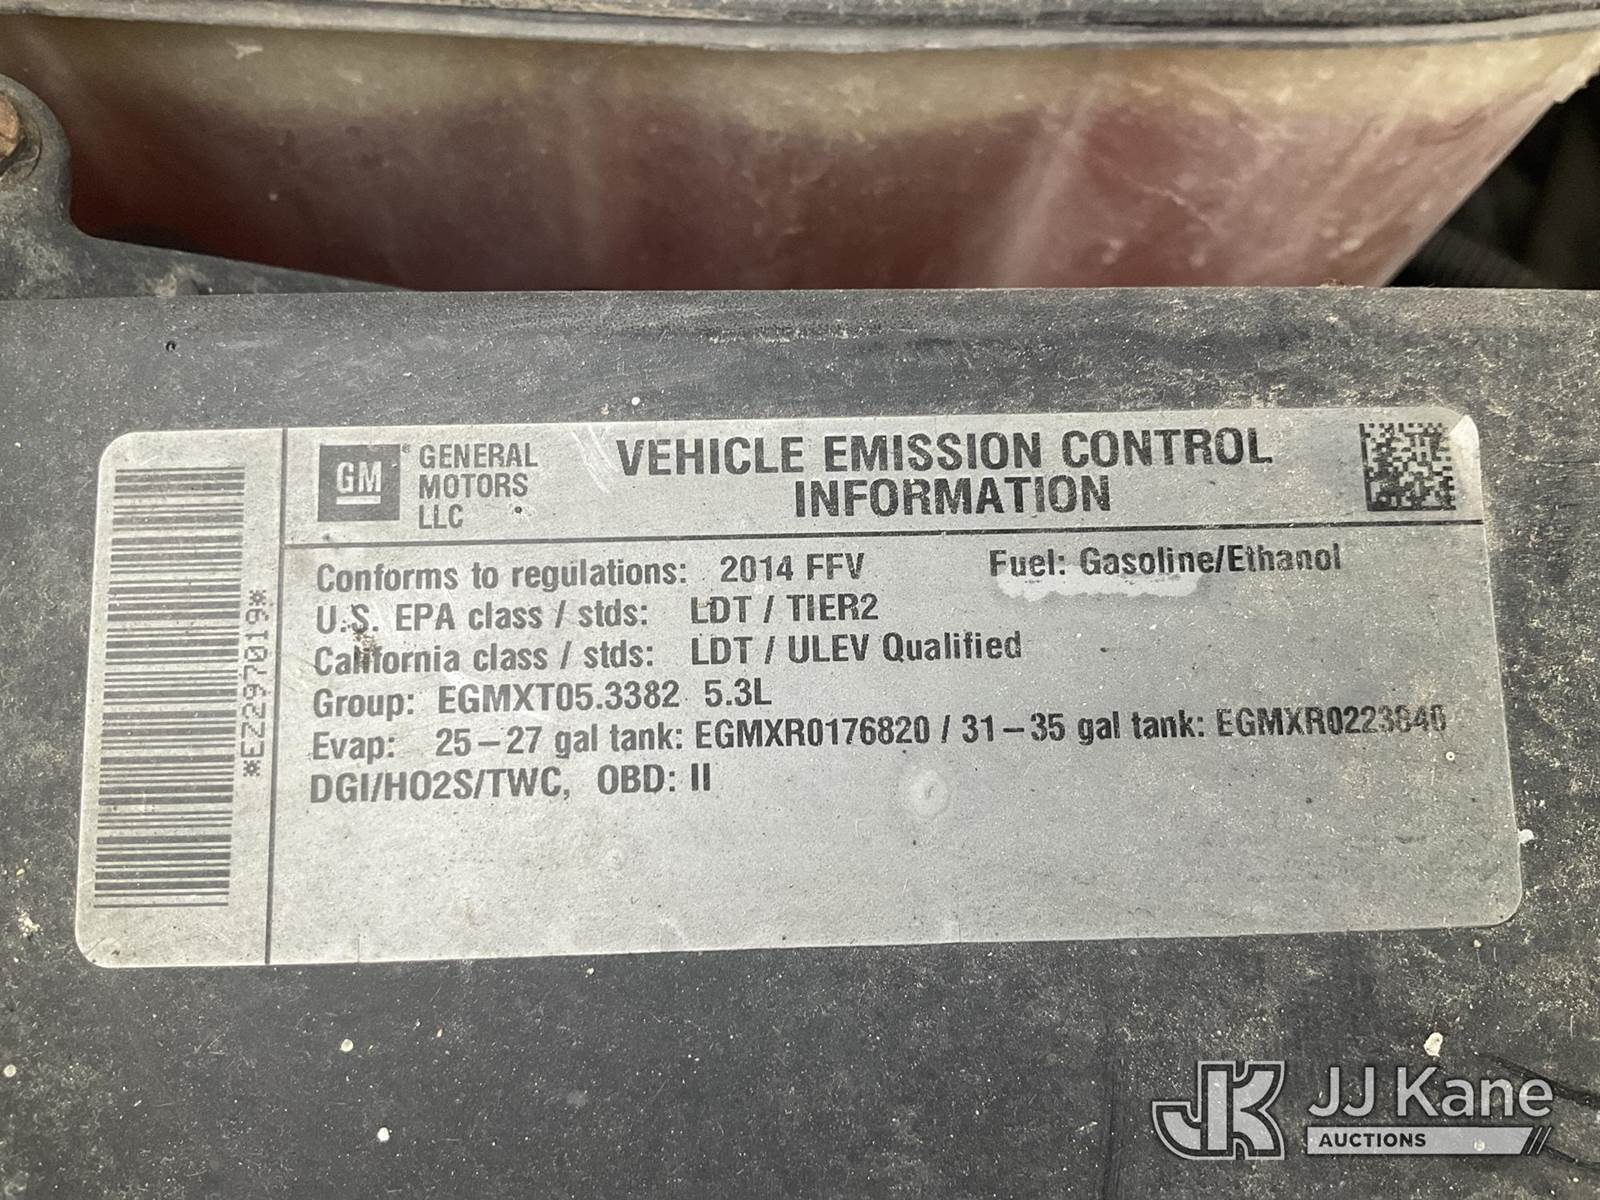 GM
GENERAL
MOTORS
LLC
VEHICLE EMISSION CONTROL
INFORMATION
*EZ297019*
Conforms to regulations: 2014 FFV Fuel: Gasoline/Ethanol
U.S. EPA class / stds: LDT / TIER2
California class / stds: LDT / ULEV Qualified
Group: EGMXT05.3382 5.3L
Evap: 25–27 gal tank: EGMXR0176820 / 31–35 gal tank:
DGI/HO2S/TWC, OBD: II
JK JJ Kane
AUCTIONS